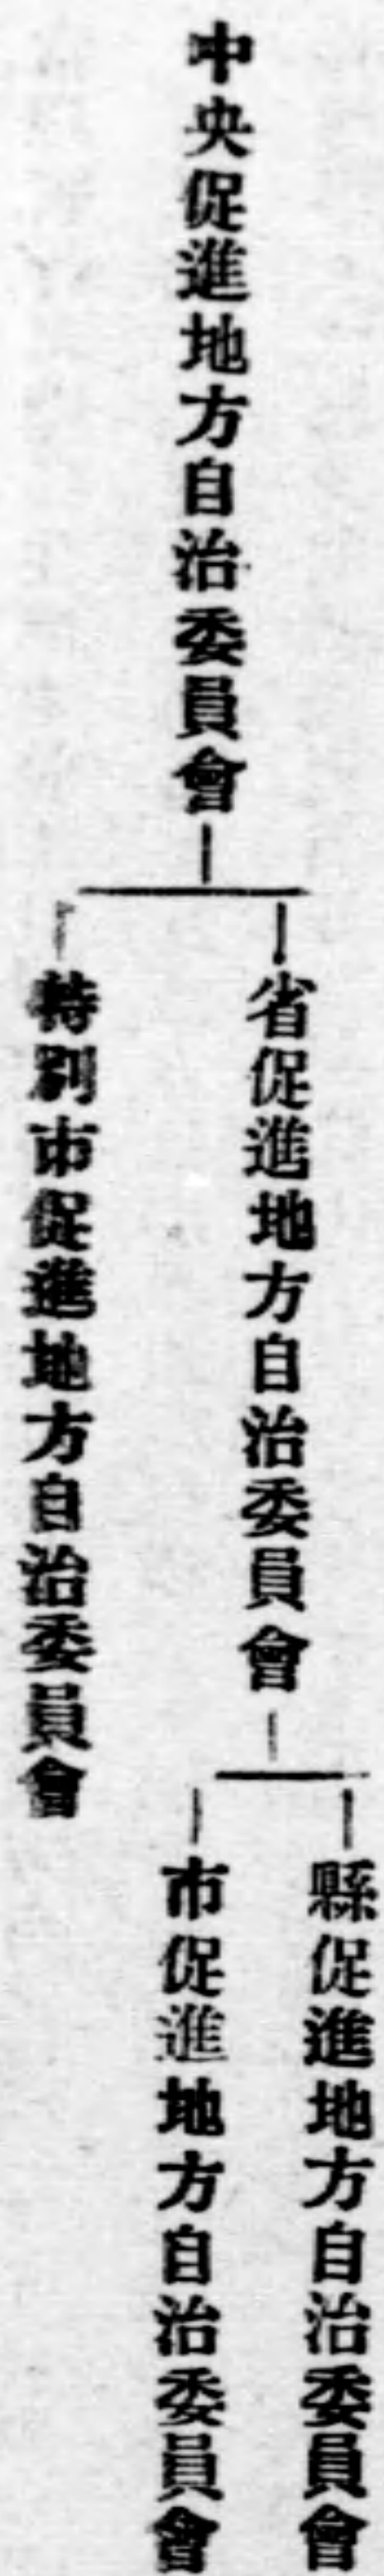 中央促進地方自治委員會
省促進地方自治委員會
特別市促進地方自治委員會
縣促進地方自治委員會
市促進地方自治委員會